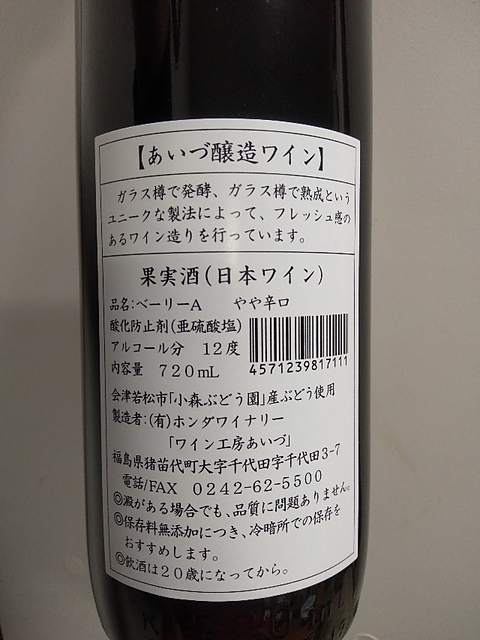 【あいづ醸造ワイン】
ガラス樽で発酵、ガラス樽で熟成という
ユニークな製法によって、フレッシュ感の
あるワイン造りを行っています。
果実酒(日本ワイン)
品名:ベーリーA　やや辛口
酸化防止剤(亜硫酸塩)
アルコール分　12度
内容量　720mL
4571239817111
会津若松市「小森ぶどう園」産ぶどう使用
製造者:(有)ホンダワイナリー
「ワイン工房あいづ」
福島県猪苗代町大字千代田字千代田3-7
電話/FAX　0242-62-5500
◎澱がある場合でも、品質に問題ありません。
◎保存料無添加につき、冷暗所での保存を
おすすめします。
◎飲酒は20歳になってから。